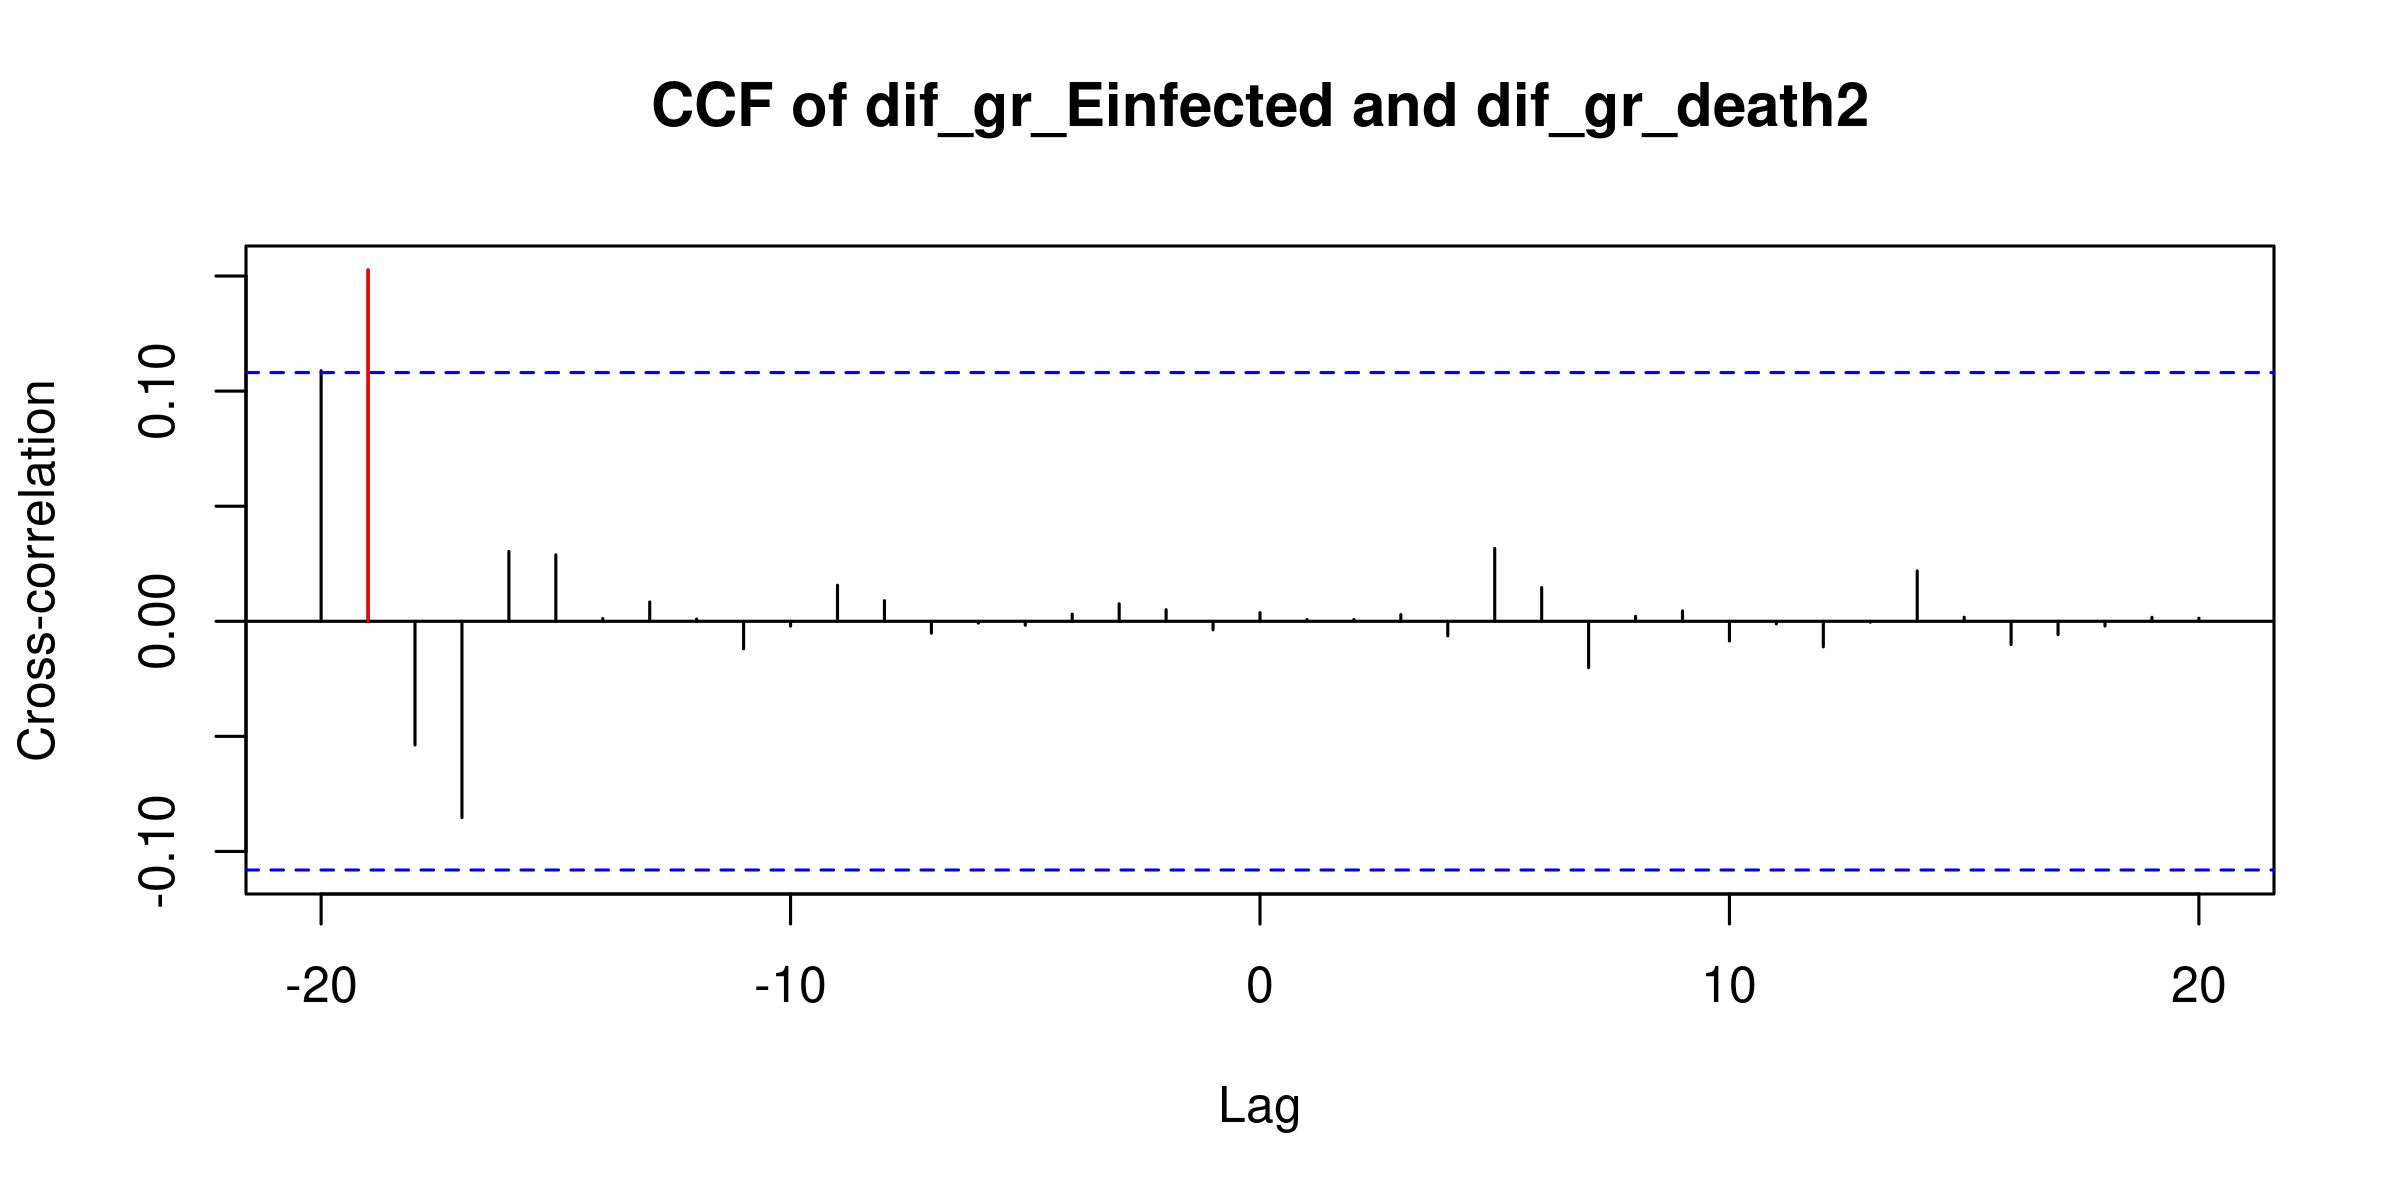 CCF of dif_gr_Einfected and dif_gr_death2
Cross-correlation
0.10
0.00
-0.10
-20 -10 0 10 20
Lag